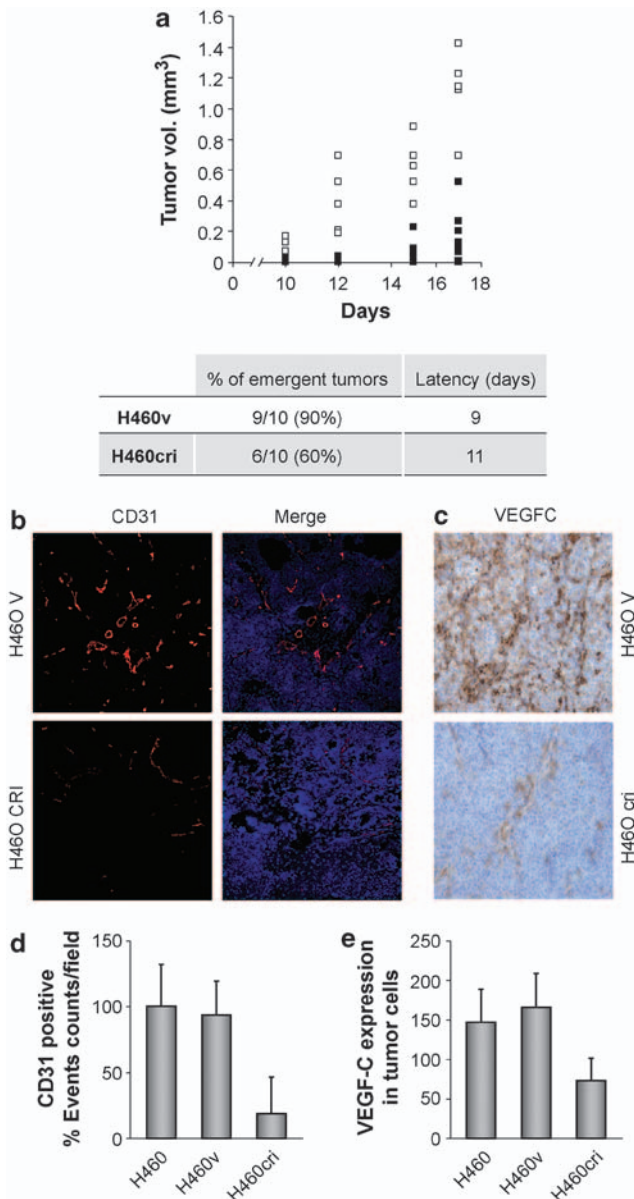 a
1.6
1.4
1.2
1.0
0.8
0.6
0.4
0.2
0
Tumor vol. (mm³)
0 10 12 14 16 18
Days
% of emergent tumors Latency (days)
H460v 9/10 (90%) 9
H460cri 6/10 (60%) 11
b CD31 Merge
H46O V
H46O CRI
c VEGFC
H46O V
H46O cri
d
150
100
50
0
CD31 positive
% Events counts/field
H460 H460v H460cri
e
250
200
150
100
50
0
VEGF-C expression
in tumor cells
H460 H460v H460cri